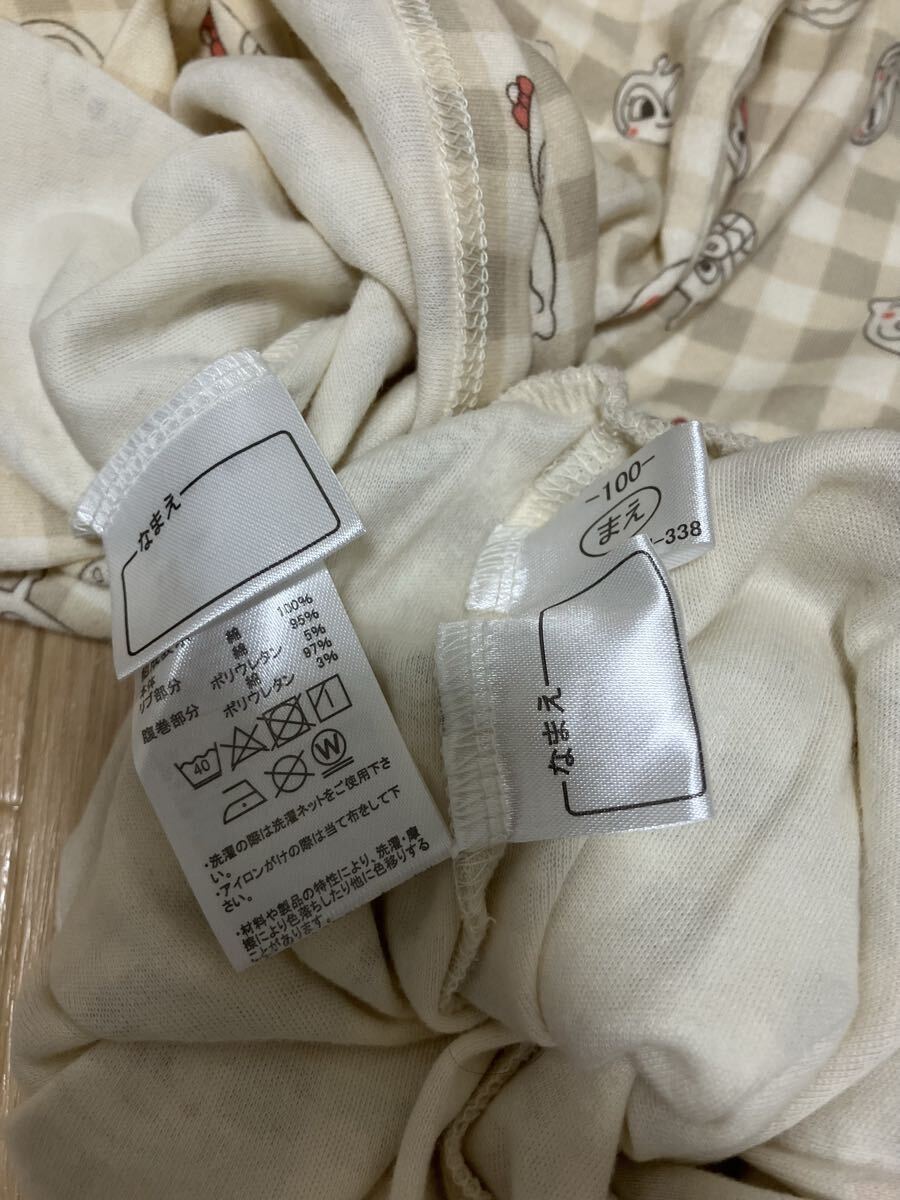 なまえ
綿 100%
綿 95%
リブ部分 ポリウレタン 5%
綿 97%
腹巻部分 ポリウレタン 3%
40
1
W
・洗濯の際は洗濯ネットをご使用下さ
い。
・アイロンがけの際は当て布をして下
さい。
・材料や製品の特性により、洗濯・摩
擦により色落ちしたり他に色移りする
ことがあります。
-100-
まえ
-338
なまえ